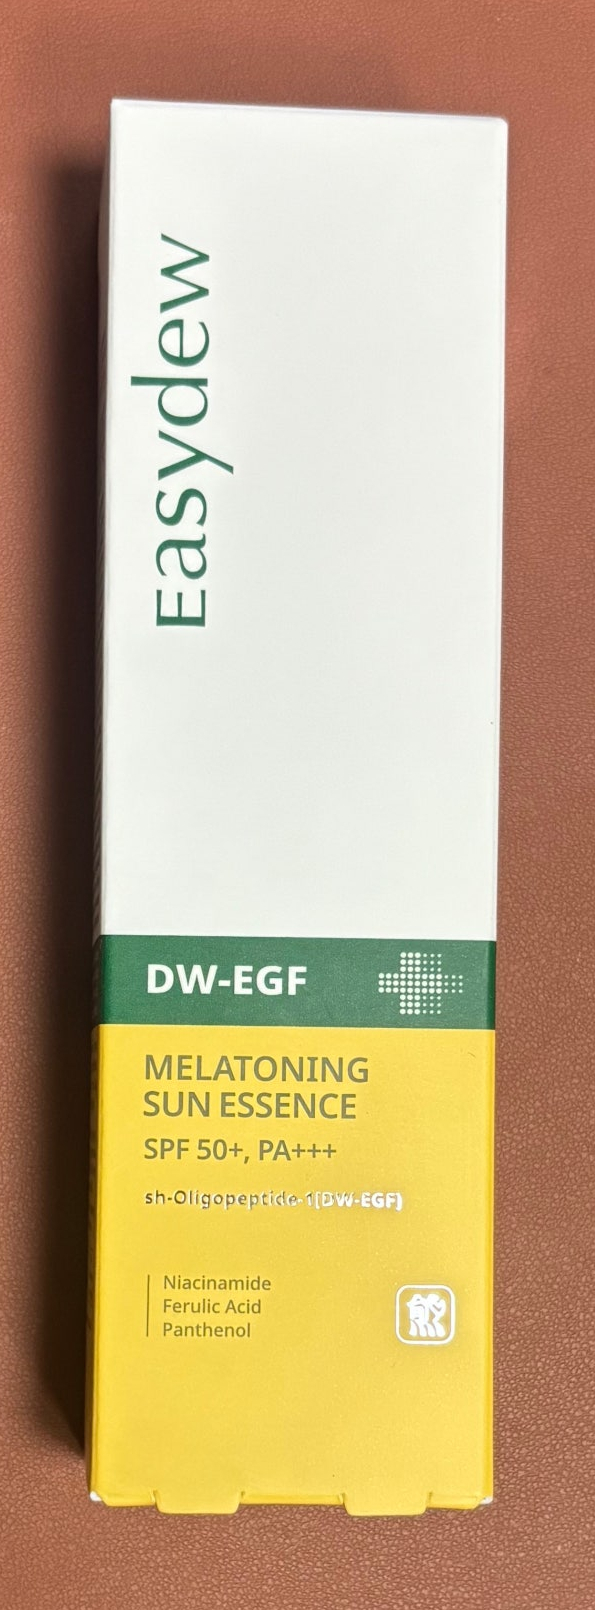 Easydew
DW-EGF
MELATONING
SUN ESSENCE
SPF 50+, PA+++
sh-Oligopeptide-1(DW-EGF)
Niacinamide
Ferulic Acid
Panthenol